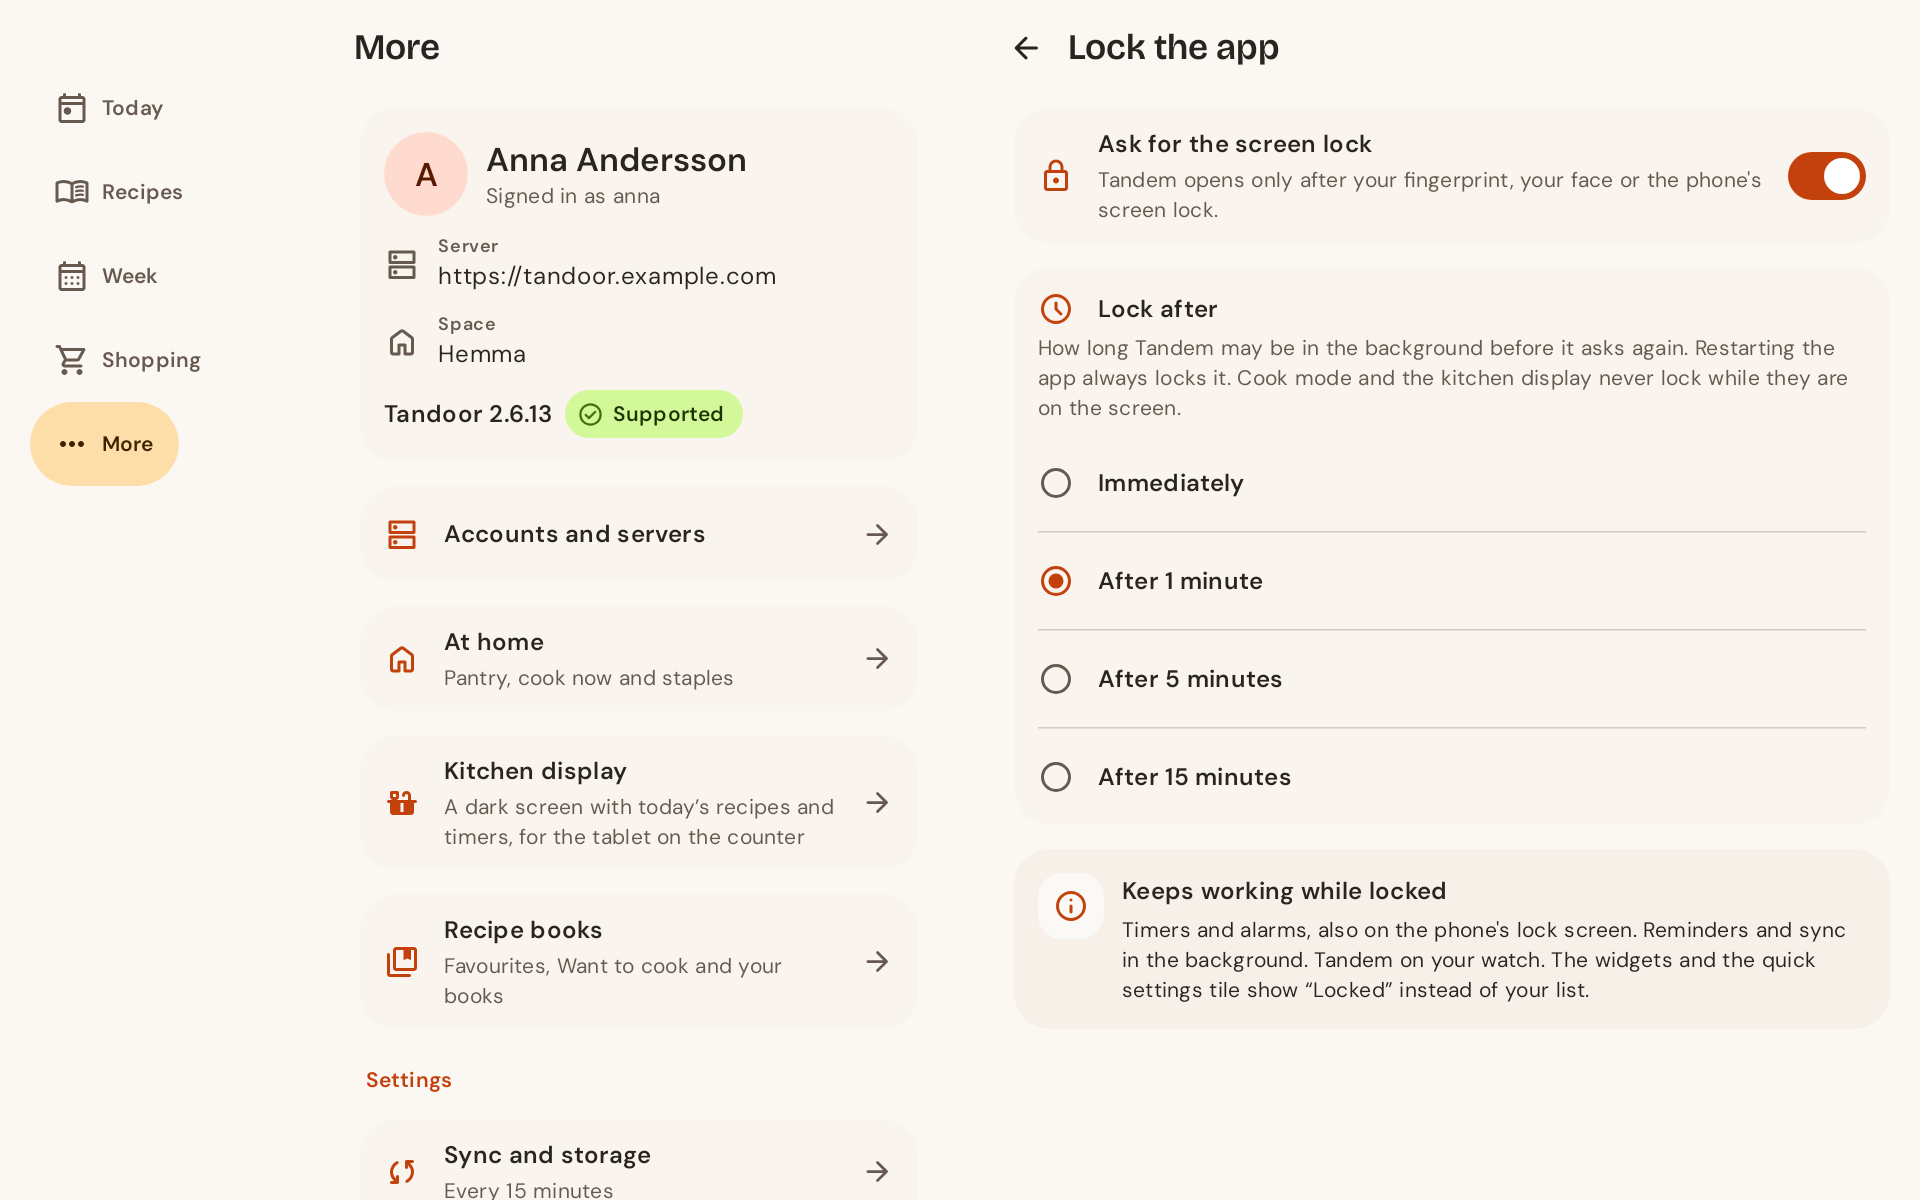 Today
Recipes
Week
Shopping
More
More
A
Anna Andersson
Signed in as anna
Server
https://tandoor.example.com
Space
Hemma
Tandoor 2.6.13
Supported
Accounts and servers
At home
Pantry, cook now and staples
Kitchen display
A dark screen with today’s recipes and
timers, for the tablet on the counter
Recipe books
Favourites, Want to cook and your
books
Settings
Sync and storage
Every 15 minutes
Lock the app
Ask for the screen lock
Tandem opens only after your fingerprint, your face or the phone's
screen lock.
Lock after
How long Tandem may be in the background before it asks again. Restarting the
app always locks it. Cook mode and the kitchen display never lock while they are
on the screen.
Immediately
After 1 minute
After 5 minutes
After 15 minutes
Keeps working while locked
Timers and alarms, also on the phone's lock screen. Reminders and sync
in the background. Tandem on your watch. The widgets and the quick
settings tile show “Locked” instead of your list.